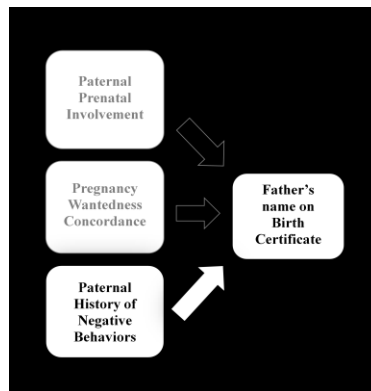 Paternal
Prenatal
Involvement
Pregnancy
Wantedness
Concordance
Father's
name on
Birth
Certificate
Paternal
History of
Negative
Behaviors